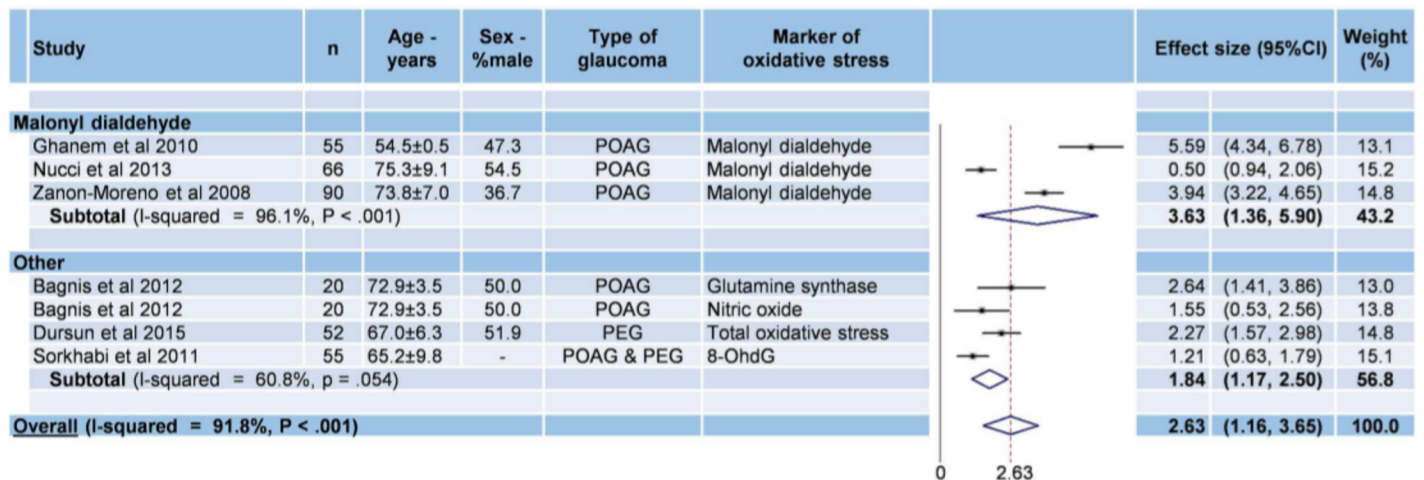 Study n Age - years Sex - %male Type of glaucoma Marker of oxidative stress Effect size (95%CI) Weight (%)
Malonyl dialdehyde
Ghanem et al 2010 55 54.5±0.5 47.3 POAG Malonyl dialdehyde 5.59 (4.34, 6.78) 13.1
Nucci et al 2013 66 75.3±9.1 54.5 POAG Malonyl dialdehyde 0.50 (0.94, 2.06) 15.2
Zanon-Moreno et al 2008 90 73.8±7.0 36.7 POAG Malonyl dialdehyde 3.94 (3.22, 4.65) 14.8
Subtotal (I-squared = 96.1%, P < .001) 3.63 (1.36, 5.90) 43.2
Other
Bagnis et al 2012 20 72.9±3.5 50.0 POAG Glutamine synthase 2.64 (1.41, 3.86) 13.0
Bagnis et al 2012 20 72.9±3.5 50.0 POAG Nitric oxide 1.55 (0.53, 2.56) 13.8
Dursun et al 2015 52 67.0±6.3 51.9 PEG Total oxidative stress 2.27 (1.57, 2.98) 14.8
Sorkhabi et al 2011 55 65.2±9.8 - POAG & PEG 8-OhdG 1.21 (0.63, 1.79) 15.1
Subtotal (I-squared = 60.8%, p = .054) 1.84 (1.17, 2.50) 56.8
Overall (I-squared = 91.8%, P < .001) 2.63 (1.16, 3.65) 100.0
0 2.63